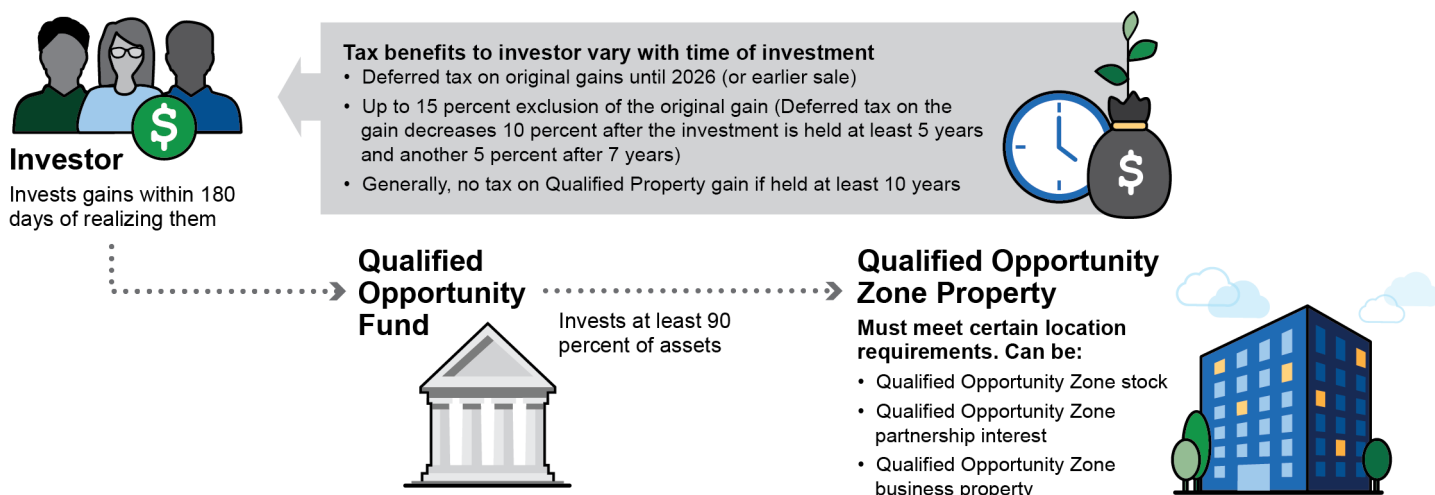 Tax benefits to investor vary with time of investment
• Deferred tax on original gains until 2026 (or earlier sale)
• Up to 15 percent exclusion of the original gain (Deferred tax on the
gain decreases 10 percent after the investment is held at least 5 years
and another 5 percent after 7 years)
• Generally, no tax on Qualified Property gain if held at least 10 years
$
$
Investor
Invests gains within 180
days of realizing them
Qualified
Opportunity
Fund
Invests at least 90
percent of assets
Qualified Opportunity
Zone Property
Must meet certain location
requirements. Can be:
• Qualified Opportunity Zone stock
• Qualified Opportunity Zone
partnership interest
• Qualified Opportunity Zone
business property